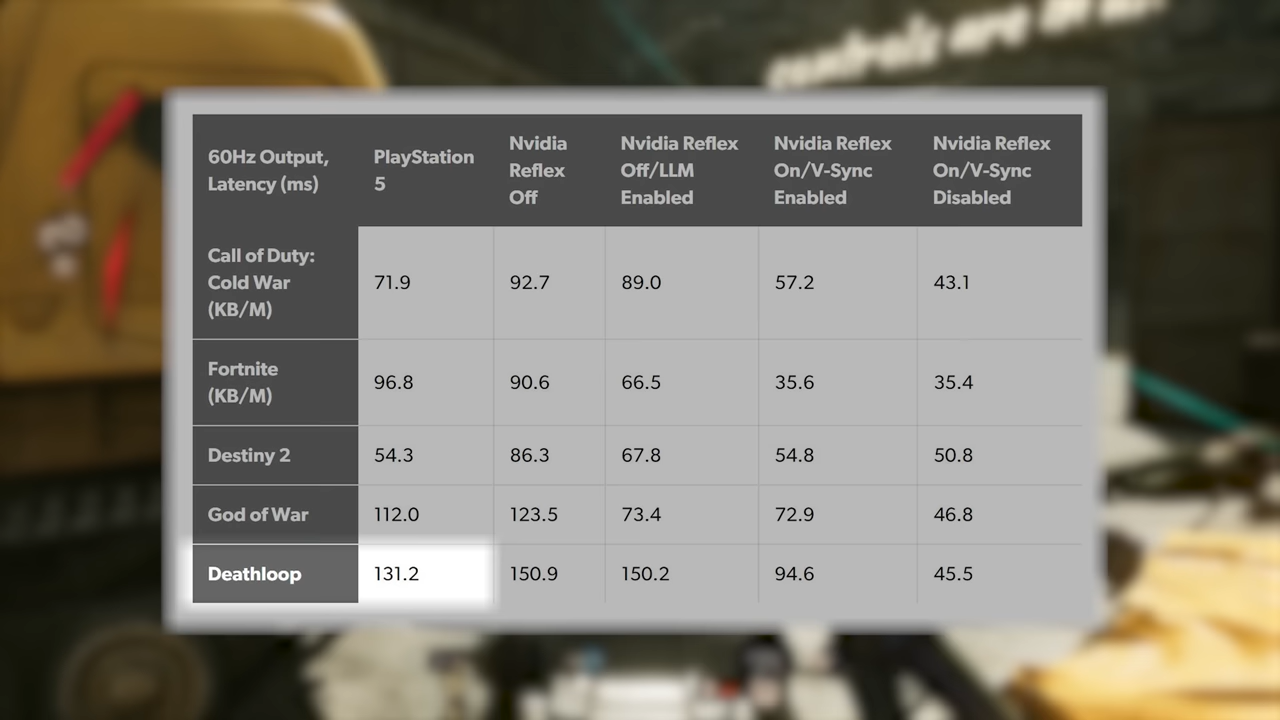 controls are
60Hz Output, Latency (ms) PlayStation 5 Nvidia Reflex Off Nvidia Reflex Off/LLM Enabled Nvidia Reflex On/V-Sync Enabled Nvidia Reflex On/V-Sync Disabled
Call of Duty: Cold War (KB/M) 71.9 92.7 89.0 57.2 43.1
Fortnite (KB/M) 96.8 90.6 66.5 35.6 35.4
Destiny 2 54.3 86.3 67.8 54.8 50.8
God of War 112.0 123.5 73.4 72.9 46.8
Deathloop 131.2 150.9 150.2 94.6 45.5